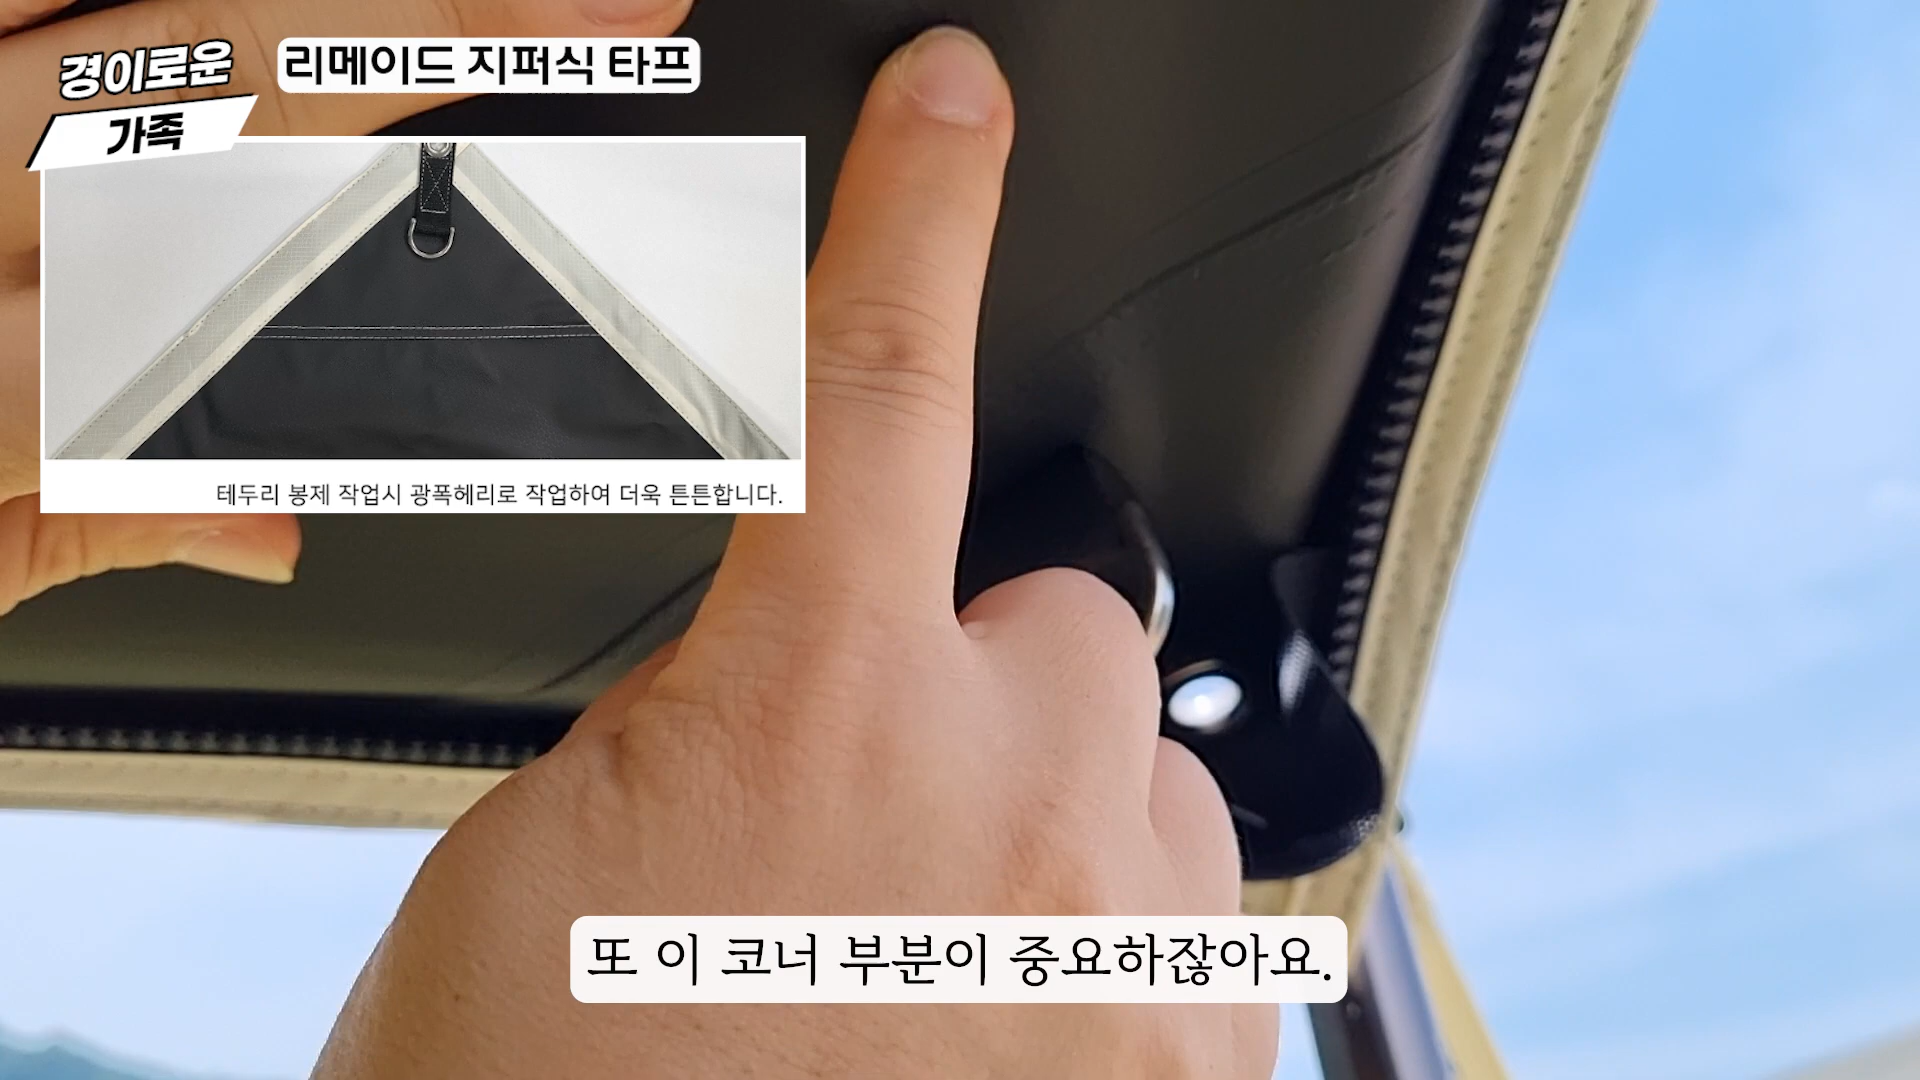 경이로운
가족
리메이드 지퍼식 타프
테두리 봉제 작업시 광폭헤리로 작업하여 더욱 튼튼합니다.
또 이 코너 부분이 중요하잖아요.